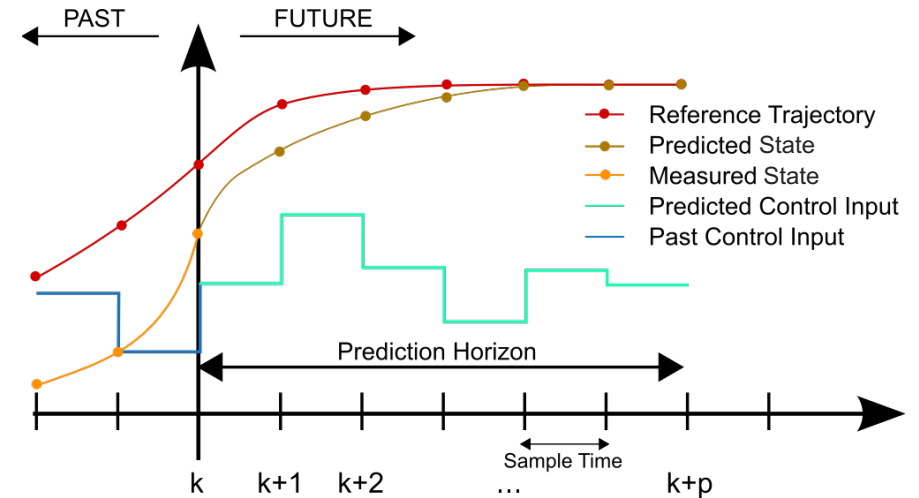 PAST
FUTURE
Reference Trajectory
Predicted State
Measured State
Predicted Control Input
Past Control Input
Prediction Horizon
Sample Time
k
k+1
k+2
...
k+p